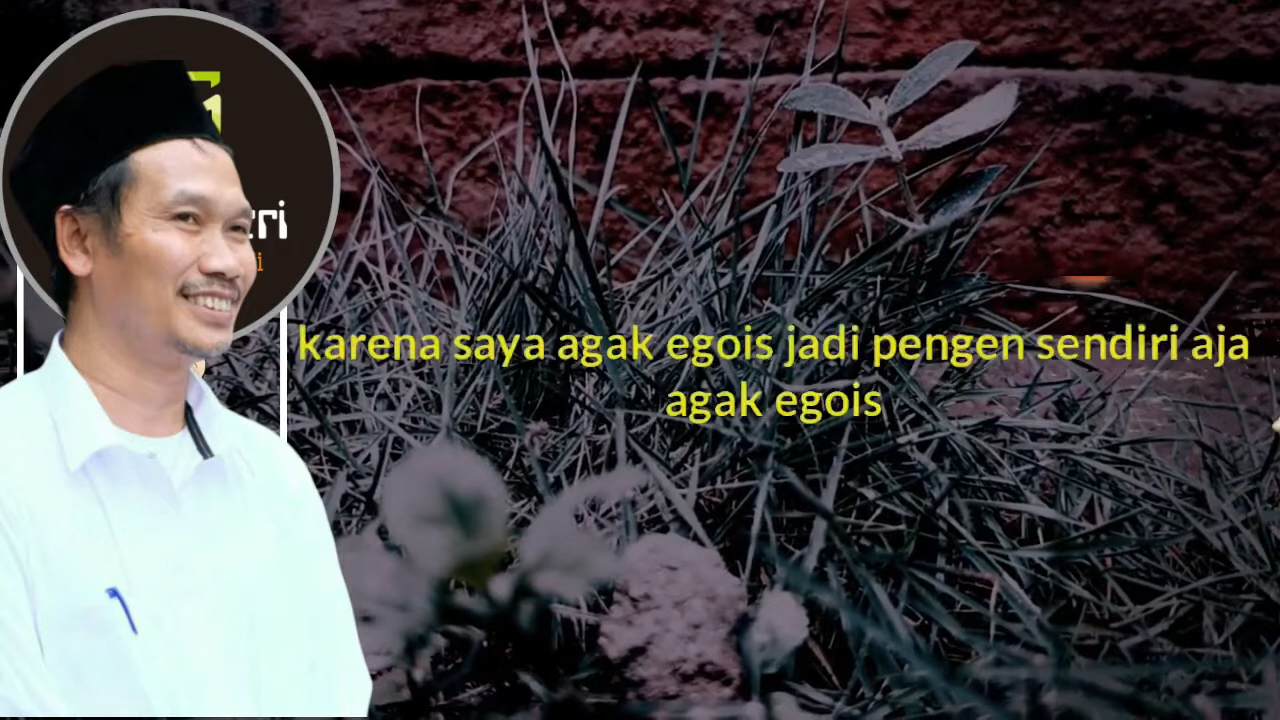 karena saya agak egois jadi pengen sendiri aja
agak egois